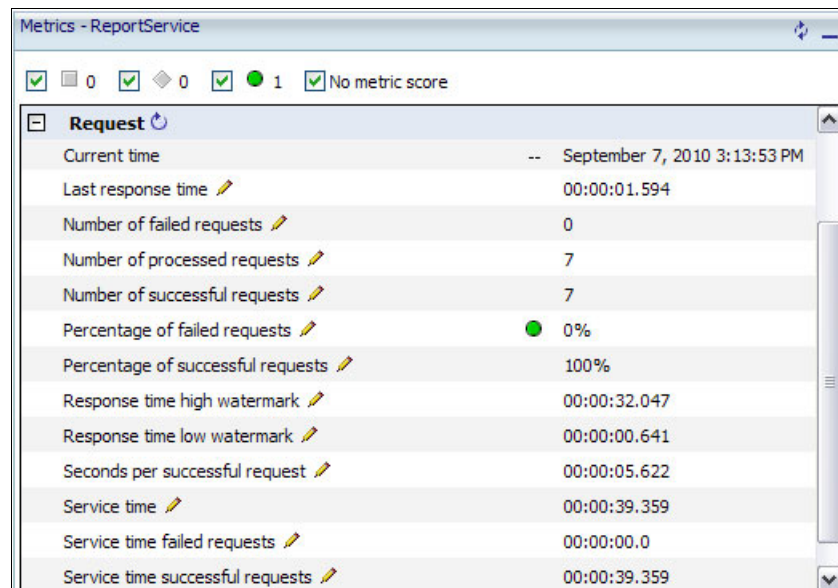 Metrics - ReportService
0 0 1 No metric score
Request
Current time -- September 7, 2010 3:13:53 PM
Last response time 00:00:01.594
Number of failed requests 0
Number of processed requests 7
Number of successful requests 7
Percentage of failed requests 0%
Percentage of successful requests 100%
Response time high watermark 00:00:32.047
Response time low watermark 00:00:00.641
Seconds per successful request 00:00:05.622
Service time 00:00:39.359
Service time failed requests 00:00:00.0
Service time successful requests 00:00:39.359